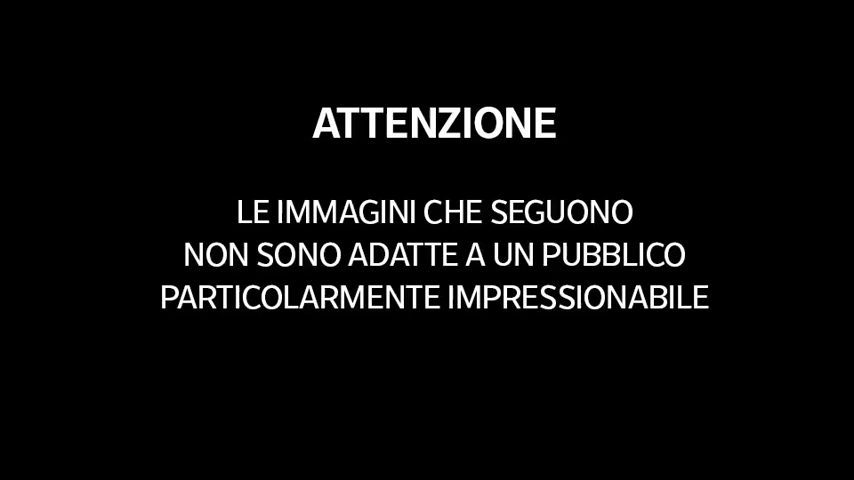 ATTENZIONE
LE IMMAGINI CHE SEGUONO
NON SONO ADATTE A UN PUBBLICO
PARTICOLARMENTE IMPRESSIONABILE